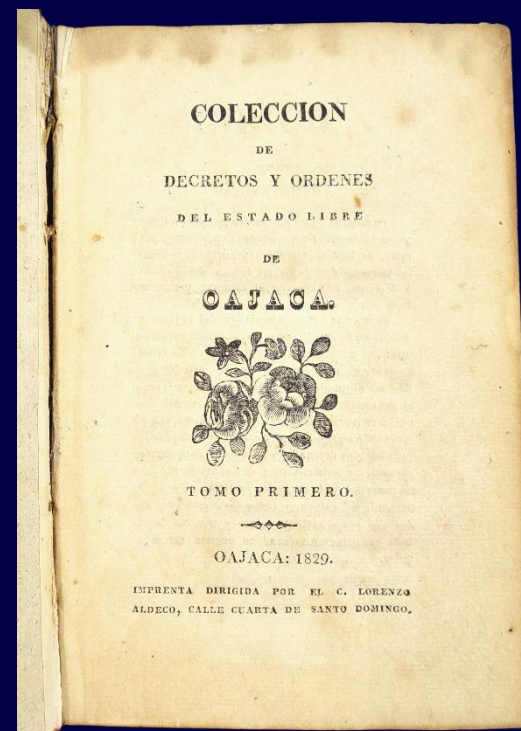 COLECCION
DE
DECRETOS Y ORDENES
DEL ESTADO LIBRE
DE
OAJACA.
TOMO PRIMERO.
OAJACA: 1829.
IMPRENTA DIRIGIDA POR EL C. LORENZO
ALDECO, CALLE CUARTA DE SANTO DOMINGO.